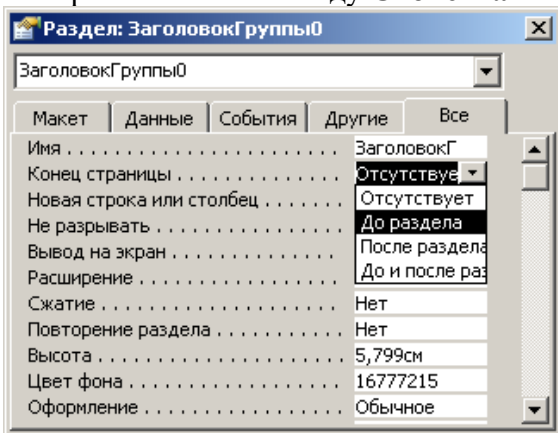 Раздел: ЗаголовокГруппы0
ЗаголовокГруппы0
Макет Данные События Другие Все
Имя ЗаголовокГ
Конец страницы Отсутствуе
Новая строка или столбец Отсутствует
Не разрывать До раздела
Вывод на экран После раздела
Расширение До и после раз
Сжатие Нет
Повторение раздела Нет
Высота 5,799см
Цвет фона 16777215
Оформление Обычное